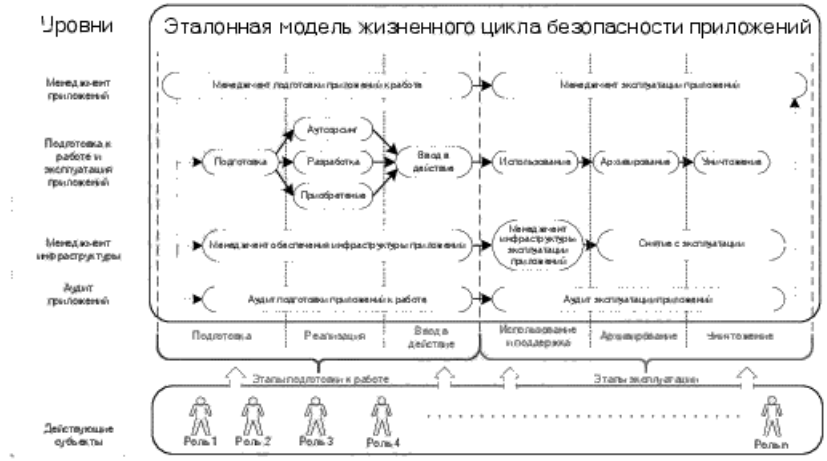 Уровни
Эталонная модель жизненного цикла безопасности приложений
Менеджмент
приложений
Менеджмент подготовки приложений к работе
Менеджмент эксплуатации приложений
Подготовка к
работе и
эксплуатация
приложений
Подготовка
Аутсорсинг
Разработка
Приобретение
Ввод в
действие
Использование
Архивирование
Уничтожение
Менеджмент
инфраструктуры
Менеджмент обеспечения инфраструктуры приложений
Менеджмент
инфраструктуры
эксплуатации
приложений
Снятие с эксплуатации
Аудит
приложений
Аудит подготовки приложений к работе
Аудит эксплуатации приложений
Подготовка
Реализация
Ввод в
действие
Использование
и поддержка
Архивирование
Уничтожение
Этапы подготовки к работе
Этапы эксплуатации
Действующие
субъекты
Роль 1
Роль 2
Роль 3
Роль 4
Роль n